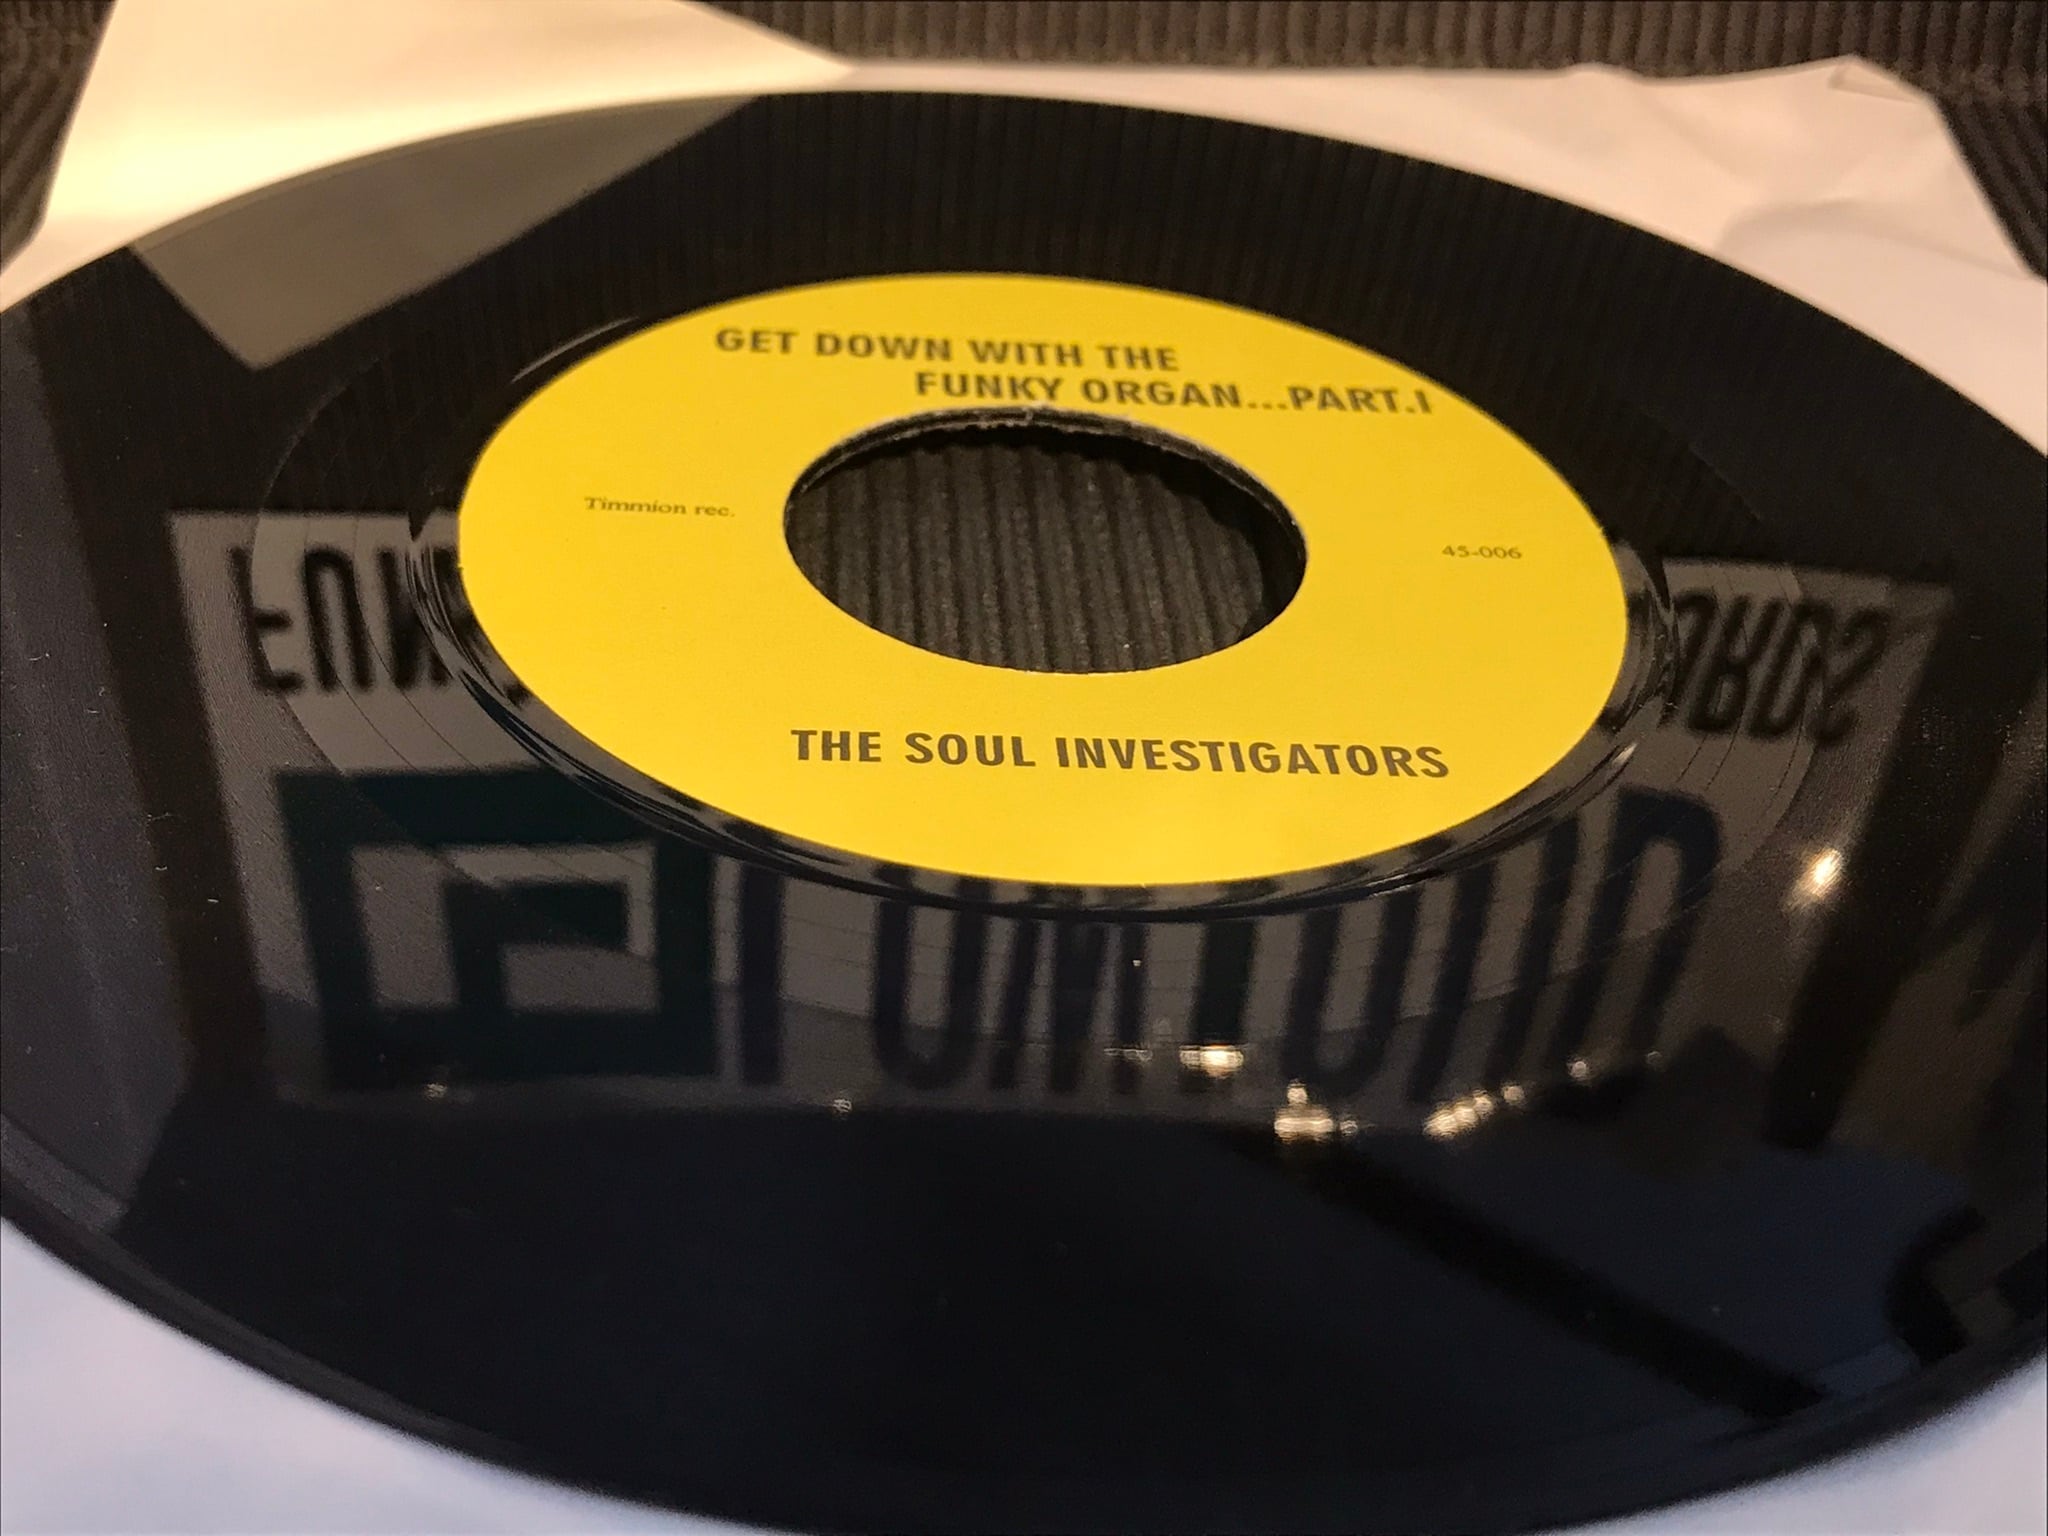 GET DOWN WITH THE
FUNKY ORGAN...PART.I
Timmion rec.
45-006
THE SOUL INVESTIGATORS